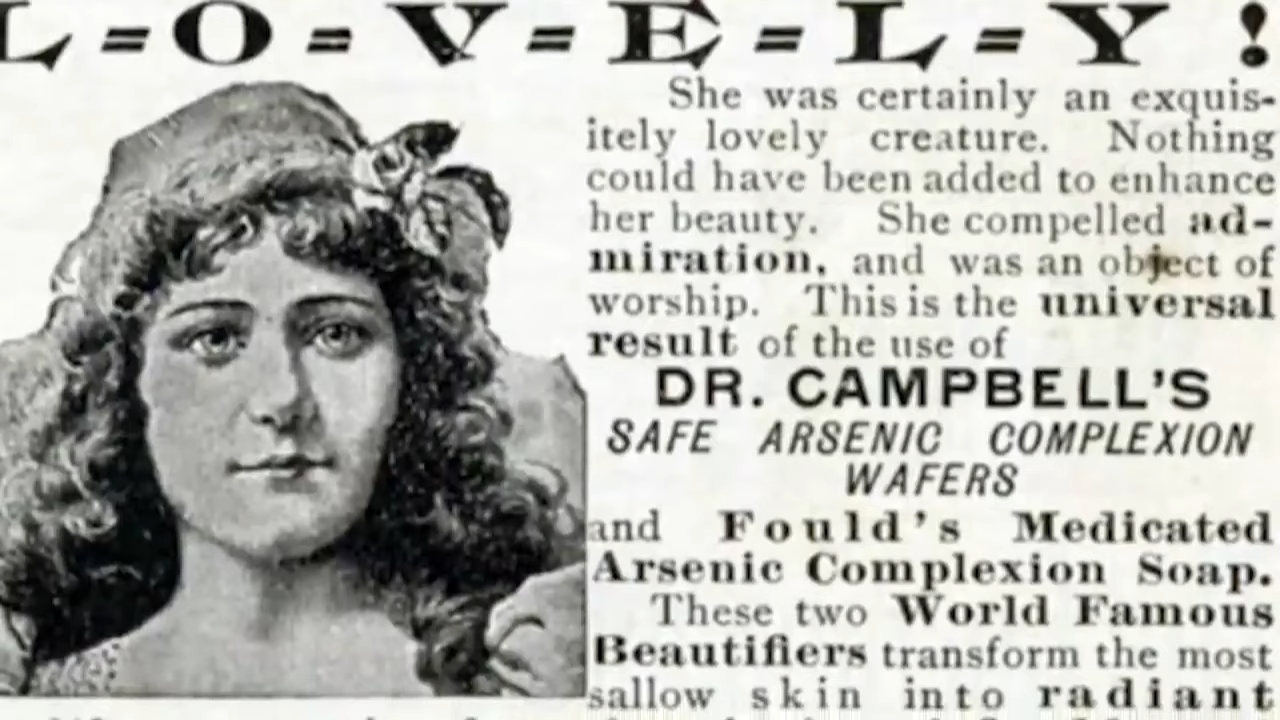 L=O=V=E=L=Y!
She was certainly an exquis-
itely lovely creature. Nothing
could have been added to enhance
her beauty. She compelled ad-
miration, and was an object of
worship. This is the universal
result of the use of
DR. CAMPBELL'S
SAFE ARSENIC COMPLEXION
WAFERS
and Fould's Medicated
Arsenic Complexion Soap.
These two World Famous
Beautifiers transform the most
sallow skin into radiant